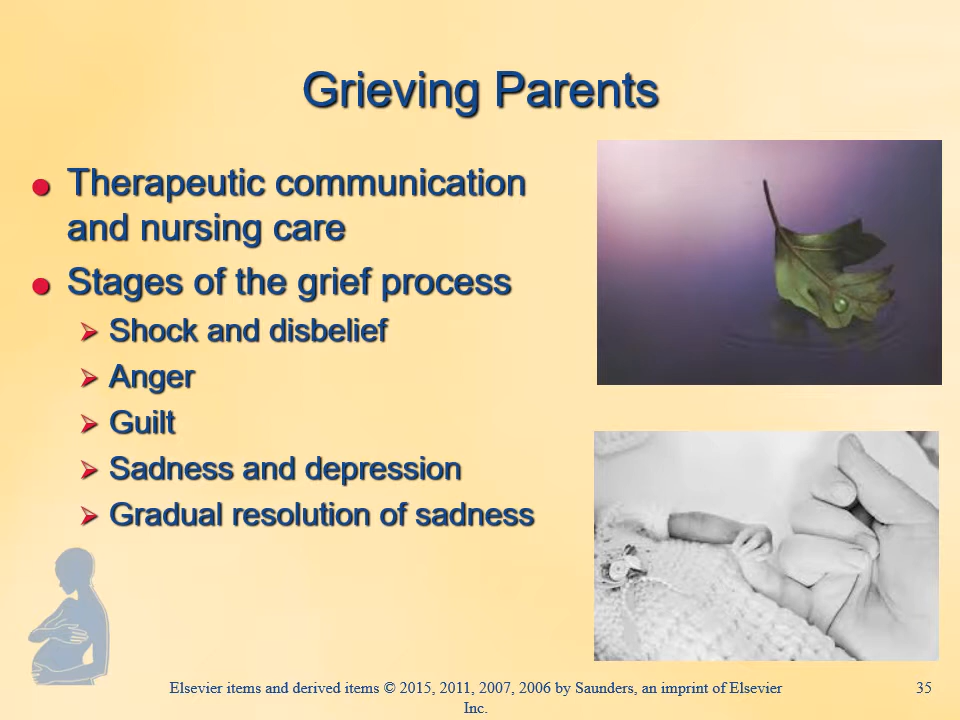 Grieving Parents
Therapeutic communication
and nursing care
Stages of the grief process
Shock and disbelief
Anger
Guilt
Sadness and depression
Gradual resolution of sadness
Elsevier items and derived items © 2015, 2011, 2007, 2006 by Saunders, an imprint of Elsevier
Inc.
35